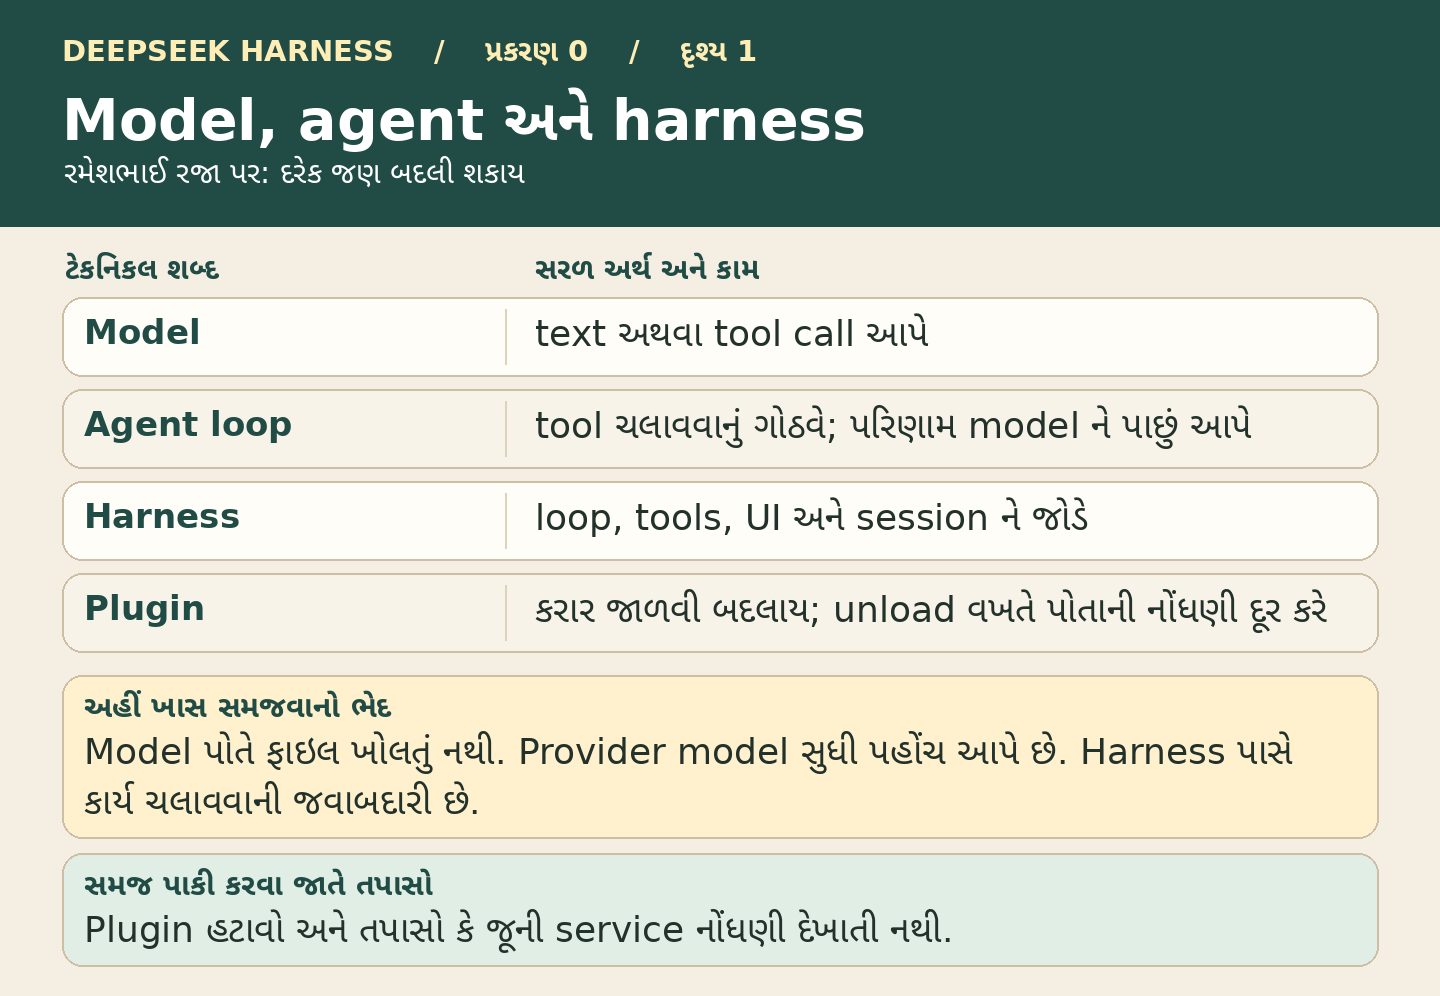 DEEPSEEK HARNESS / પ્રકરણ 0 / દૃશ્ય 1
Model, agent અને harness
રમેશભાઈ રજા પર: દરેક જણ બદલી શકાય
ટેકનિકલ શબ્દ સરળ અર્થ અને કામ
Model text અથવા tool call આપે
Agent loop tool ચલાવવાનું ગોઠવે; પરિણામ model ને પાછું આપે
Harness loop, tools, UI અને session ને જોડે
Plugin કરાર જાળવી બદલાય; unload વખતે પોતાની નોંધણી દૂર કરે
અહીં ખાસ સમજવાનો ભેદ
Model પોતે ફાઇલ ખોલતું નથી. Provider model સુધી પહોંચ આપે છે. Harness પાસે
કાર્ય ચલાવવાની જવાબદારી છે.
સમજ પાકી કરવા જાતે તપાસો
Plugin હટાવો અને તપાસો કે જૂની service નોંધણી દેખાતી નથી.